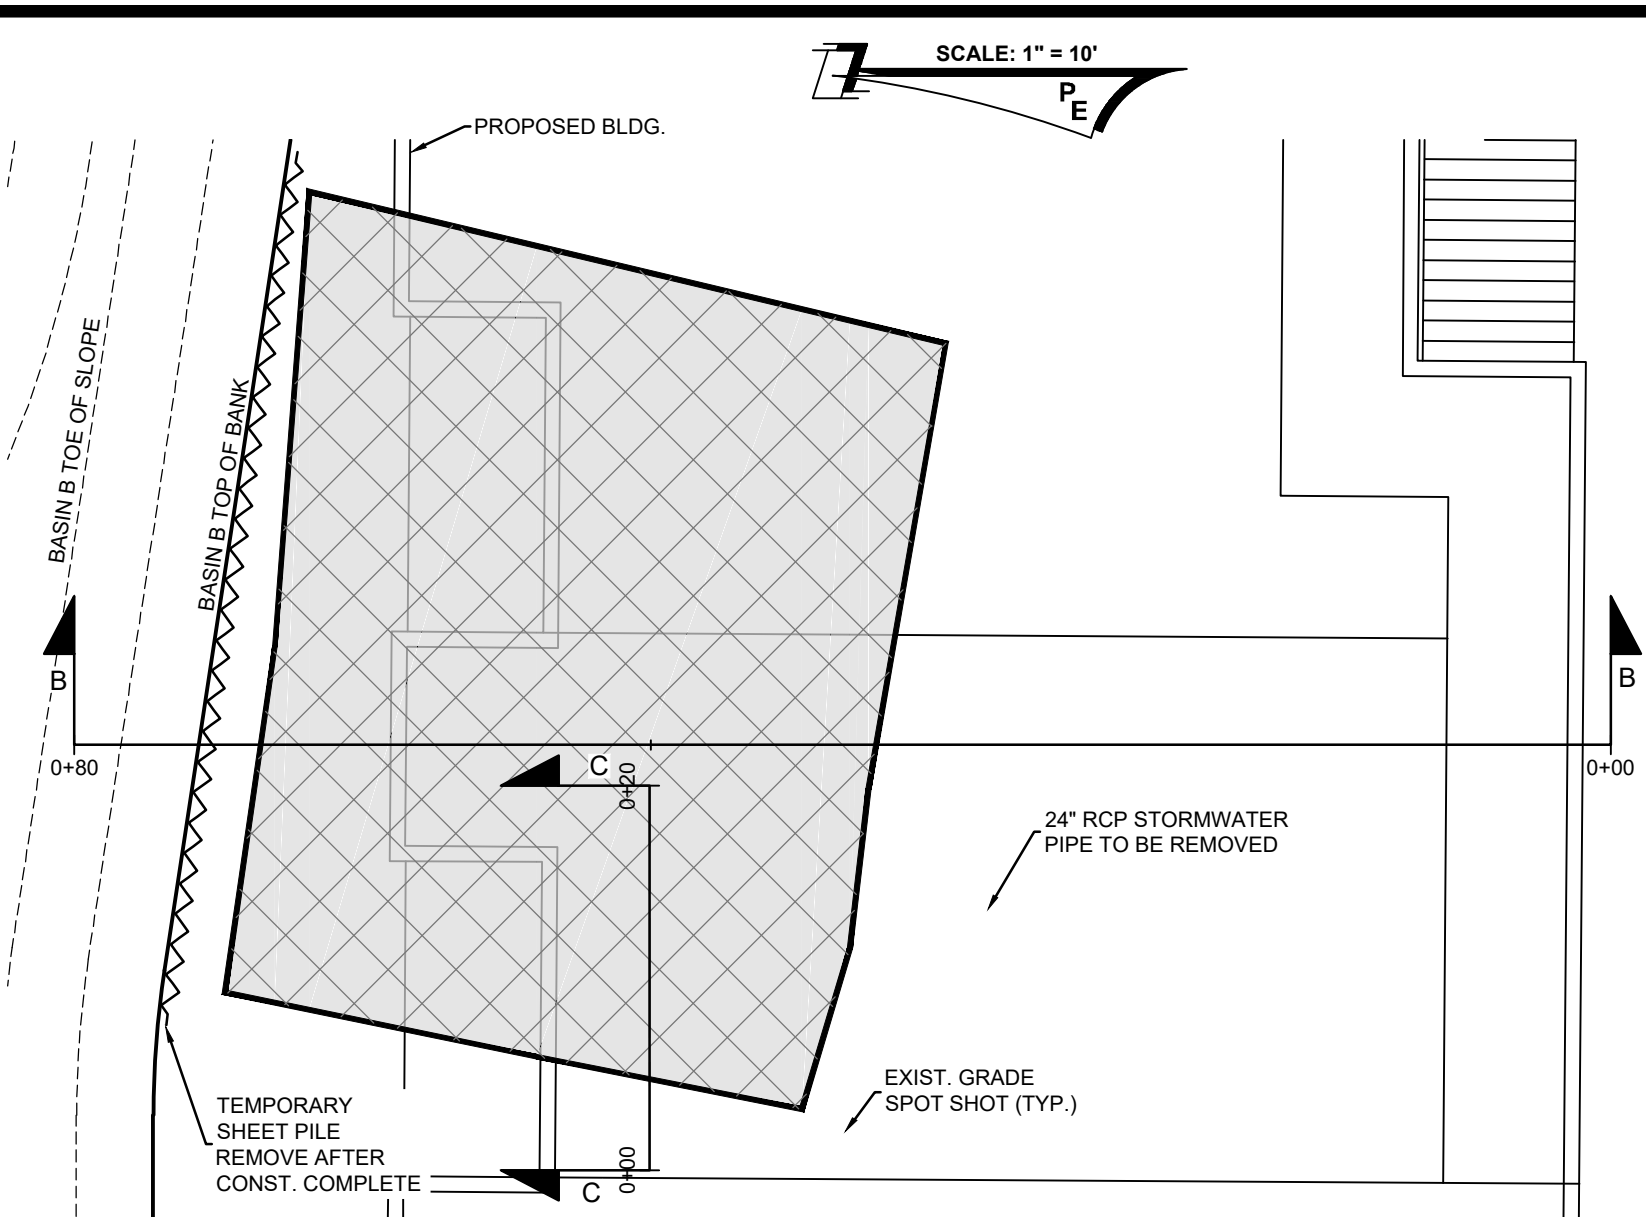 SCALE: 1" = 10'
P
E
PROPOSED BLDG.
BASIN B TOE OF SLOPE
BASIN B TOP OF BANK
B
B
0+80
0+00
C
0+20
24" RCP STORMWATER
PIPE TO BE REMOVED
EXIST. GRADE
SPOT SHOT (TYP.)
TEMPORARY
SHEET PILE
REMOVE AFTER
CONST. COMPLETE
C
0+00